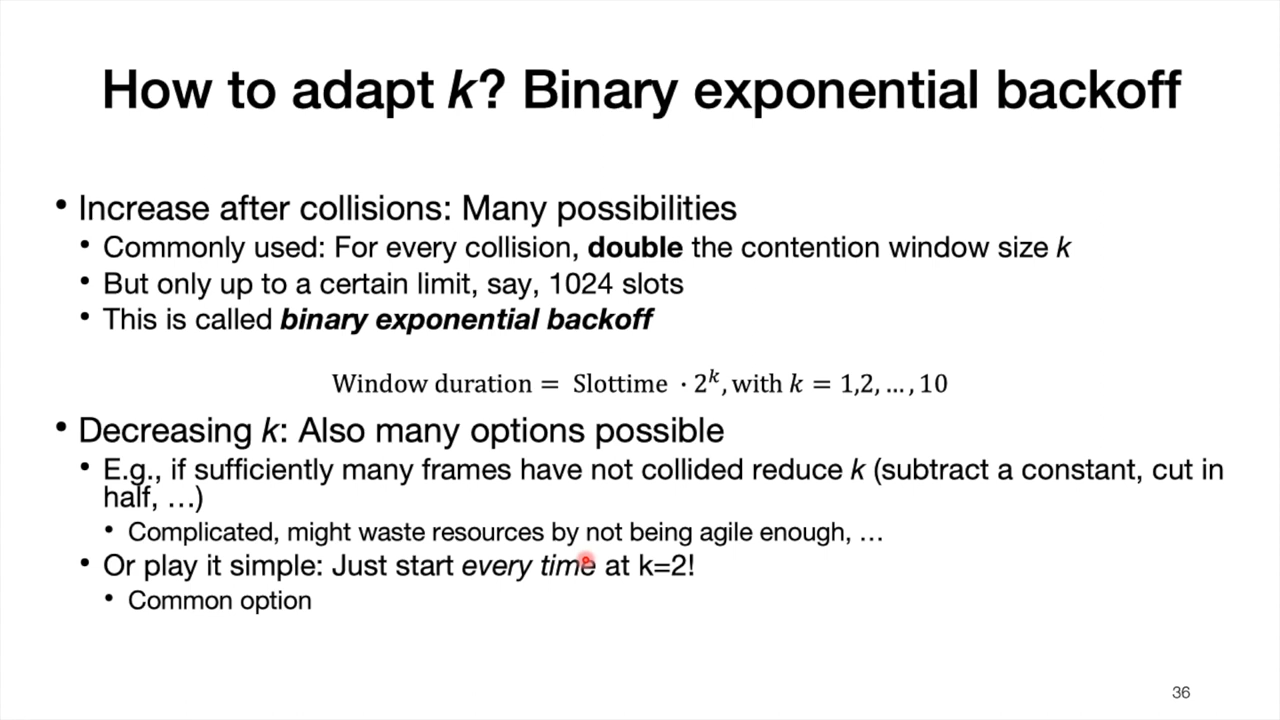 How to adapt k? Binary exponential backoff
• Increase after collisions: Many possibilities
• Commonly used: For every collision, double the contention window size k
• But only up to a certain limit, say, 1024 slots
• This is called binary exponential backoff
Window duration = Slottime · 2^k, with k = 1,2, … , 10
• Decreasing k: Also many options possible
• E.g., if sufficiently many frames have not collided reduce k (subtract a constant, cut in
half, …)
• Complicated, might waste resources by not being agile enough, …
• Or play it simple: Just start every time at k=2!
• Common option
36